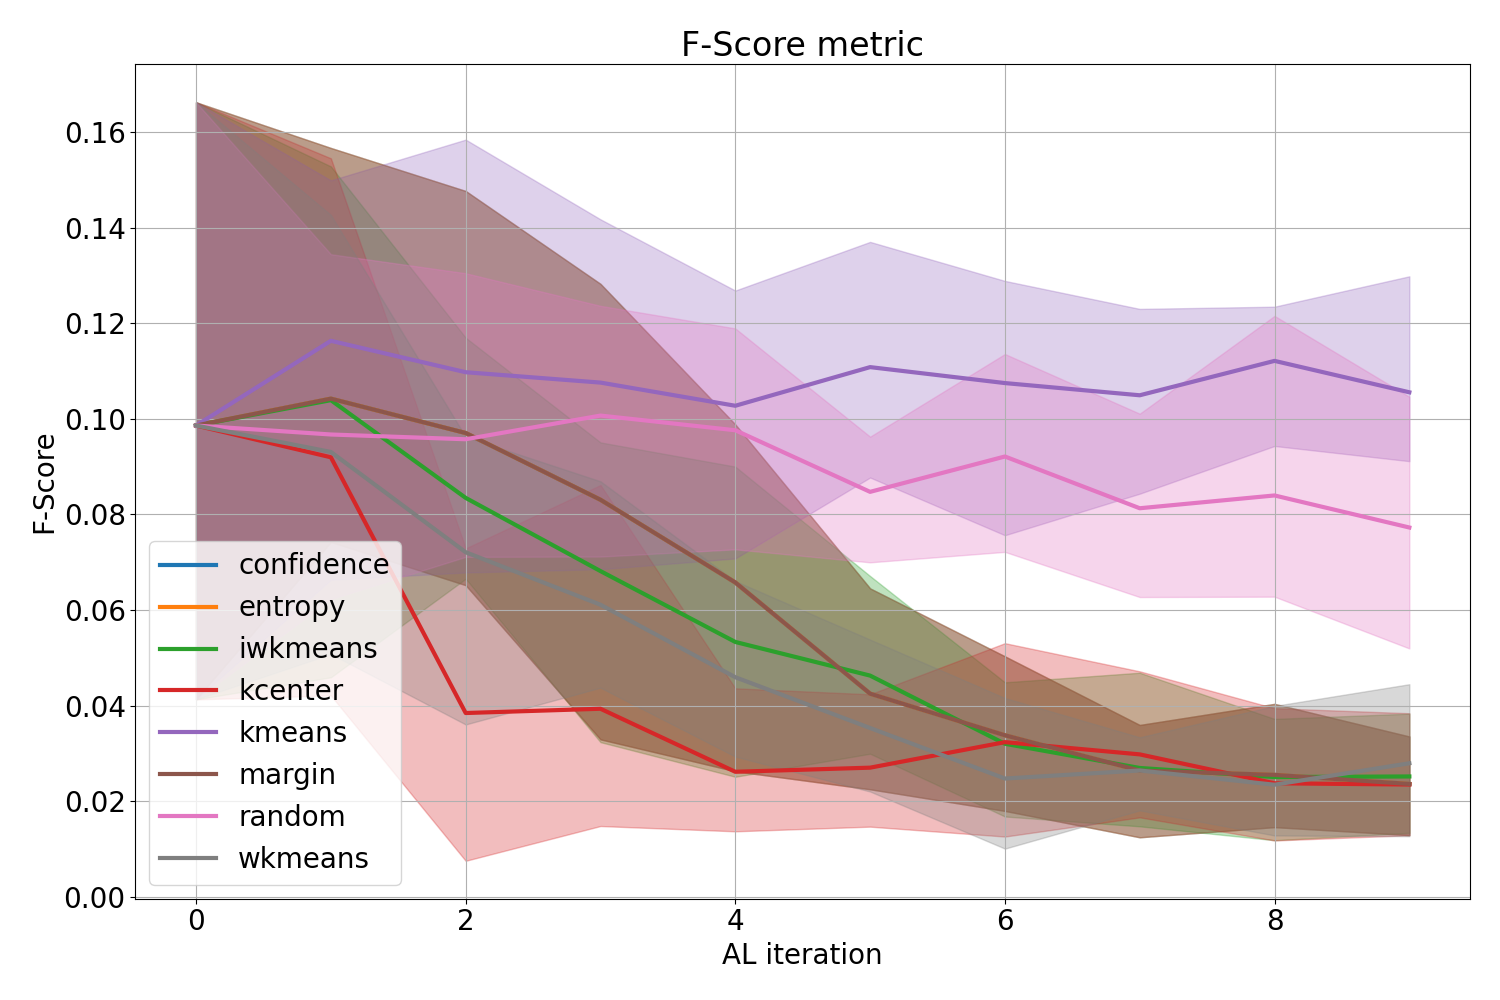 F-Score metric
F-Score
0.16
0.14
0.12
0.10
0.08
0.06
0.04
0.02
0.00
confidence
entropy
iwkmeans
kcenter
kmeans
margin
random
wkmeans
0 2 4 6 8
AL iteration